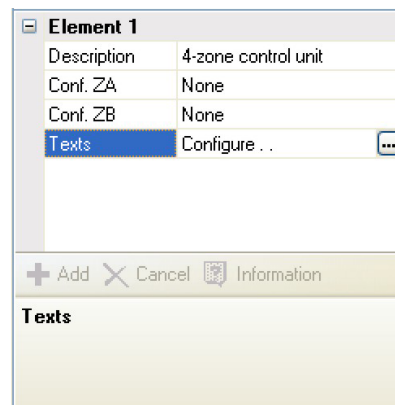 Element 1
Description 4-zone control unit
Conf. ZA None
Conf. ZB None
Texts Configure . . ...
Add Cancel Information
Texts